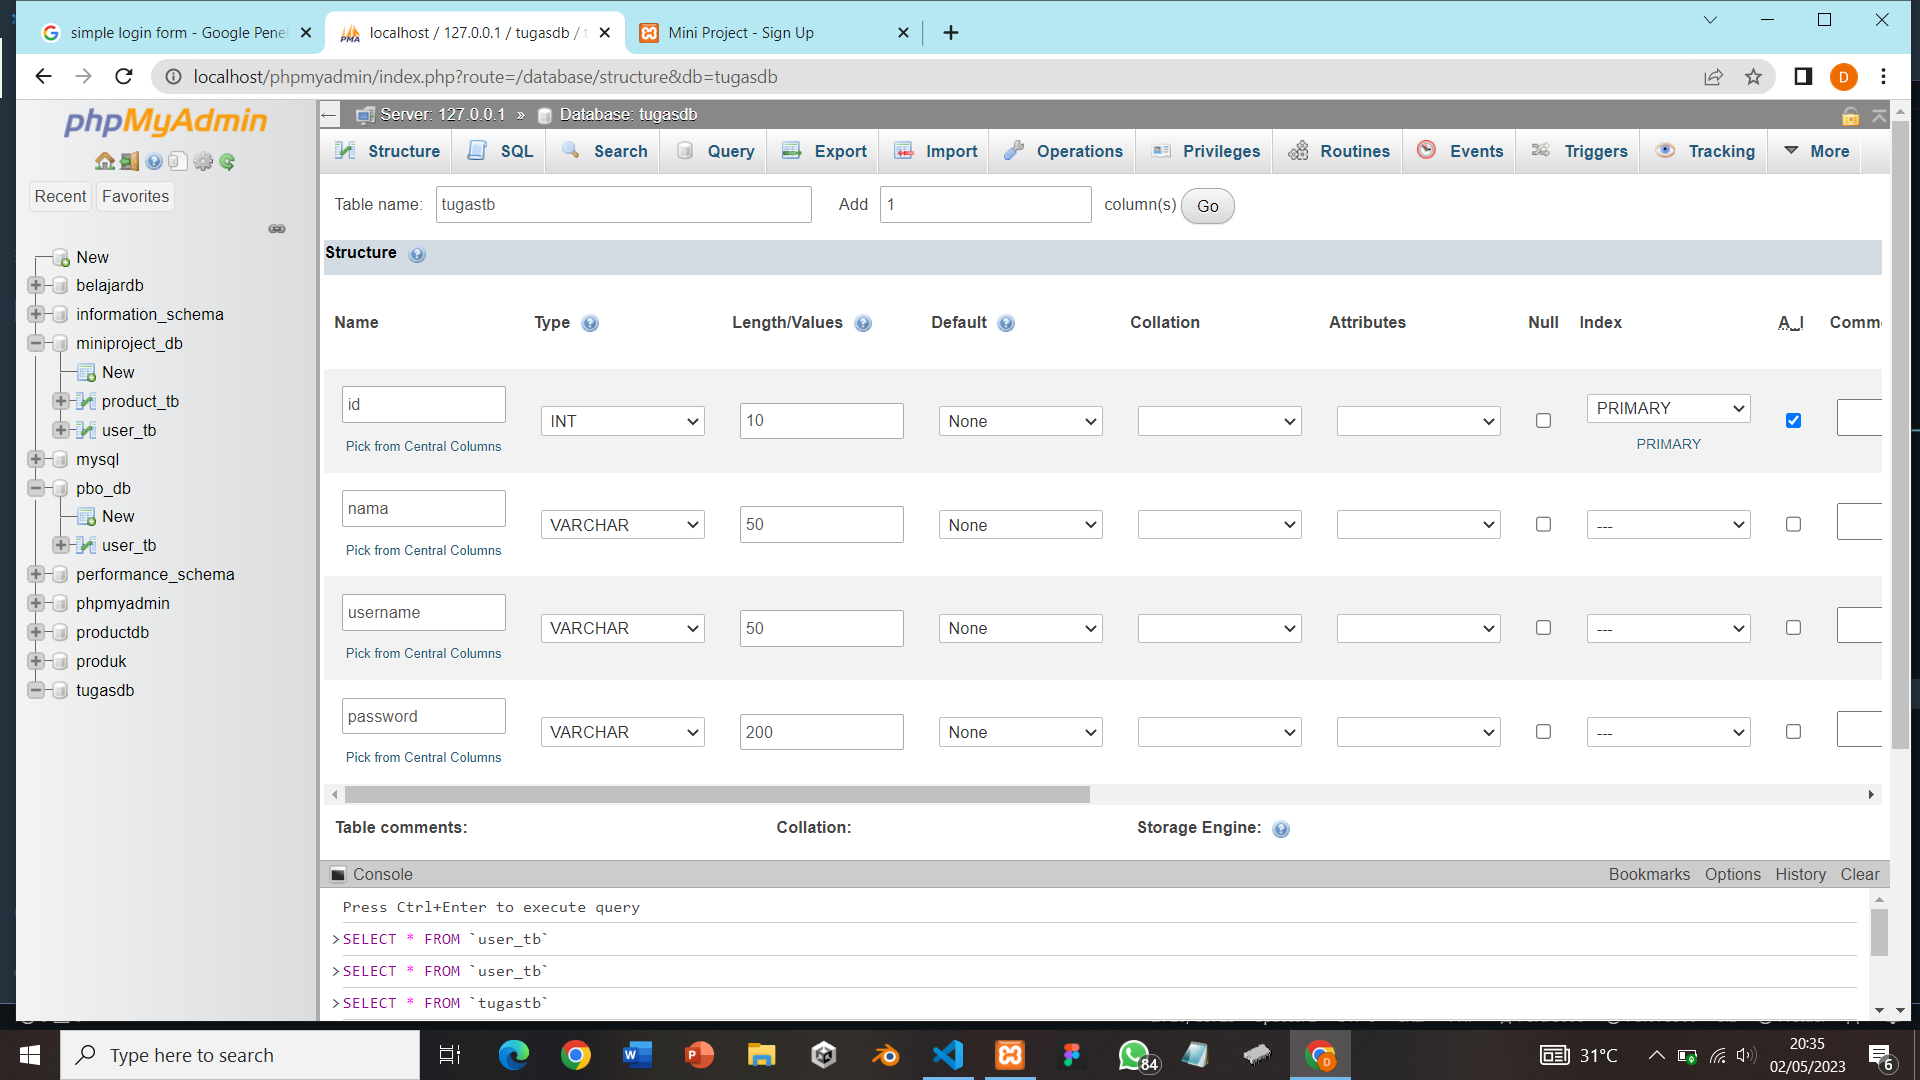 simple login form - Google Pene
localhost / 127.0.0.1 / tugasdb /
Mini Project - Sign Up
localhost/phpmyadmin/index.php?route=/database/structure&db=tugasdb
D
phpMyAdmin
Recent
Favorites
New
belajardb
information_schema
miniproject_db
New
product_tb
user_tb
mysql
pbo_db
New
user_tb
performance_schema
phpmyadmin
productdb
produk
tugasdb
Server: 127.0.0.1 » Database: tugasdb
Structure SQL Search Query Export Import Operations Privileges Routines Events Triggers Tracking More
Table name: tugastb Add 1 column(s) Go
Structure
Name Type Length/Values Default Collation Attributes Null Index A_I Comm
id INT 10 None PRIMARY
Pick from Central Columns PRIMARY
nama VARCHAR 50 None ---
Pick from Central Columns
username VARCHAR 50 None ---
Pick from Central Columns
password VARCHAR 200 None ---
Pick from Central Columns
Table comments: Collation: Storage Engine:
Console Bookmarks Options History Clear
Press Ctrl+Enter to execute query
>SELECT * FROM `user_tb`
>SELECT * FROM `user_tb`
>SELECT * FROM `tugastb`
Type here to search
84
31°C
20:35
02/05/2023
6